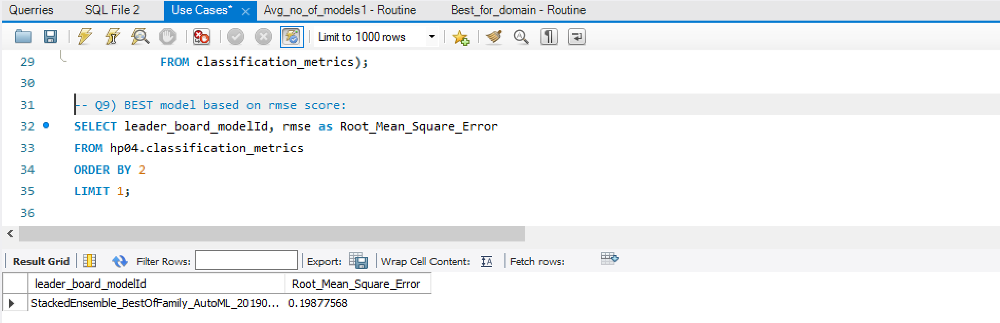 Querries SQL File 2 Use Cases* Avg_no_of_models1 - Routine Best_for_domain - Routine
Limit to 1000 rows
29 FROM classification_metrics);
30
31 -- Q9) BEST model based on rmse score:
32 SELECT leader_board_modelId, rmse as Root_Mean_Square_Error
33 FROM hp04.classification_metrics
34 ORDER BY 2
35 LIMIT 1;
36
Result Grid Filter Rows: Export: Wrap Cell Content: Fetch rows:
leader_board_modelId Root_Mean_Square_Error
StackedEnsemble_BestOfFamily_AutoML_20190... 0.19877568